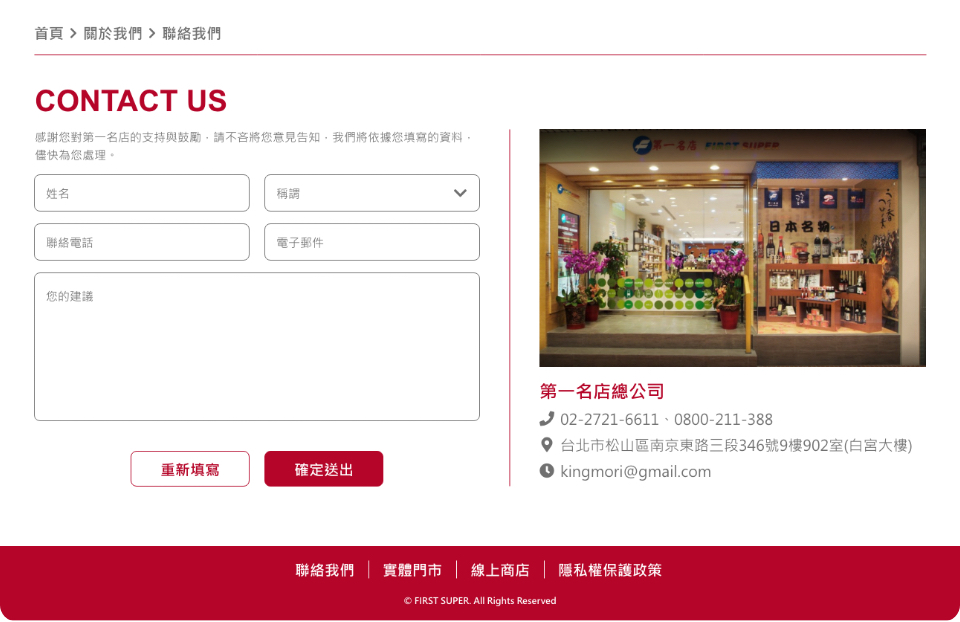 首頁 > 關於我們 > 聯絡我們
CONTACT US
感謝您對第一名店的支持與鼓勵，請不吝將您意見告知，我們將依據您填寫的資料，
儘快為您處理。
姓名
稱謂
聯絡電話
電子郵件
您的建議
重新填寫
確定送出
第一名店 FIRST SUPER
日本名物
第一名店總公司
02-2721-6611、0800-211-388
台北市松山區南京東路三段346號9樓902室(白宮大樓)
kingmori@gmail.com
聯絡我們 | 實體門市 | 線上商店 | 隱私權保護政策
© FIRST SUPER. All Rights Reserved